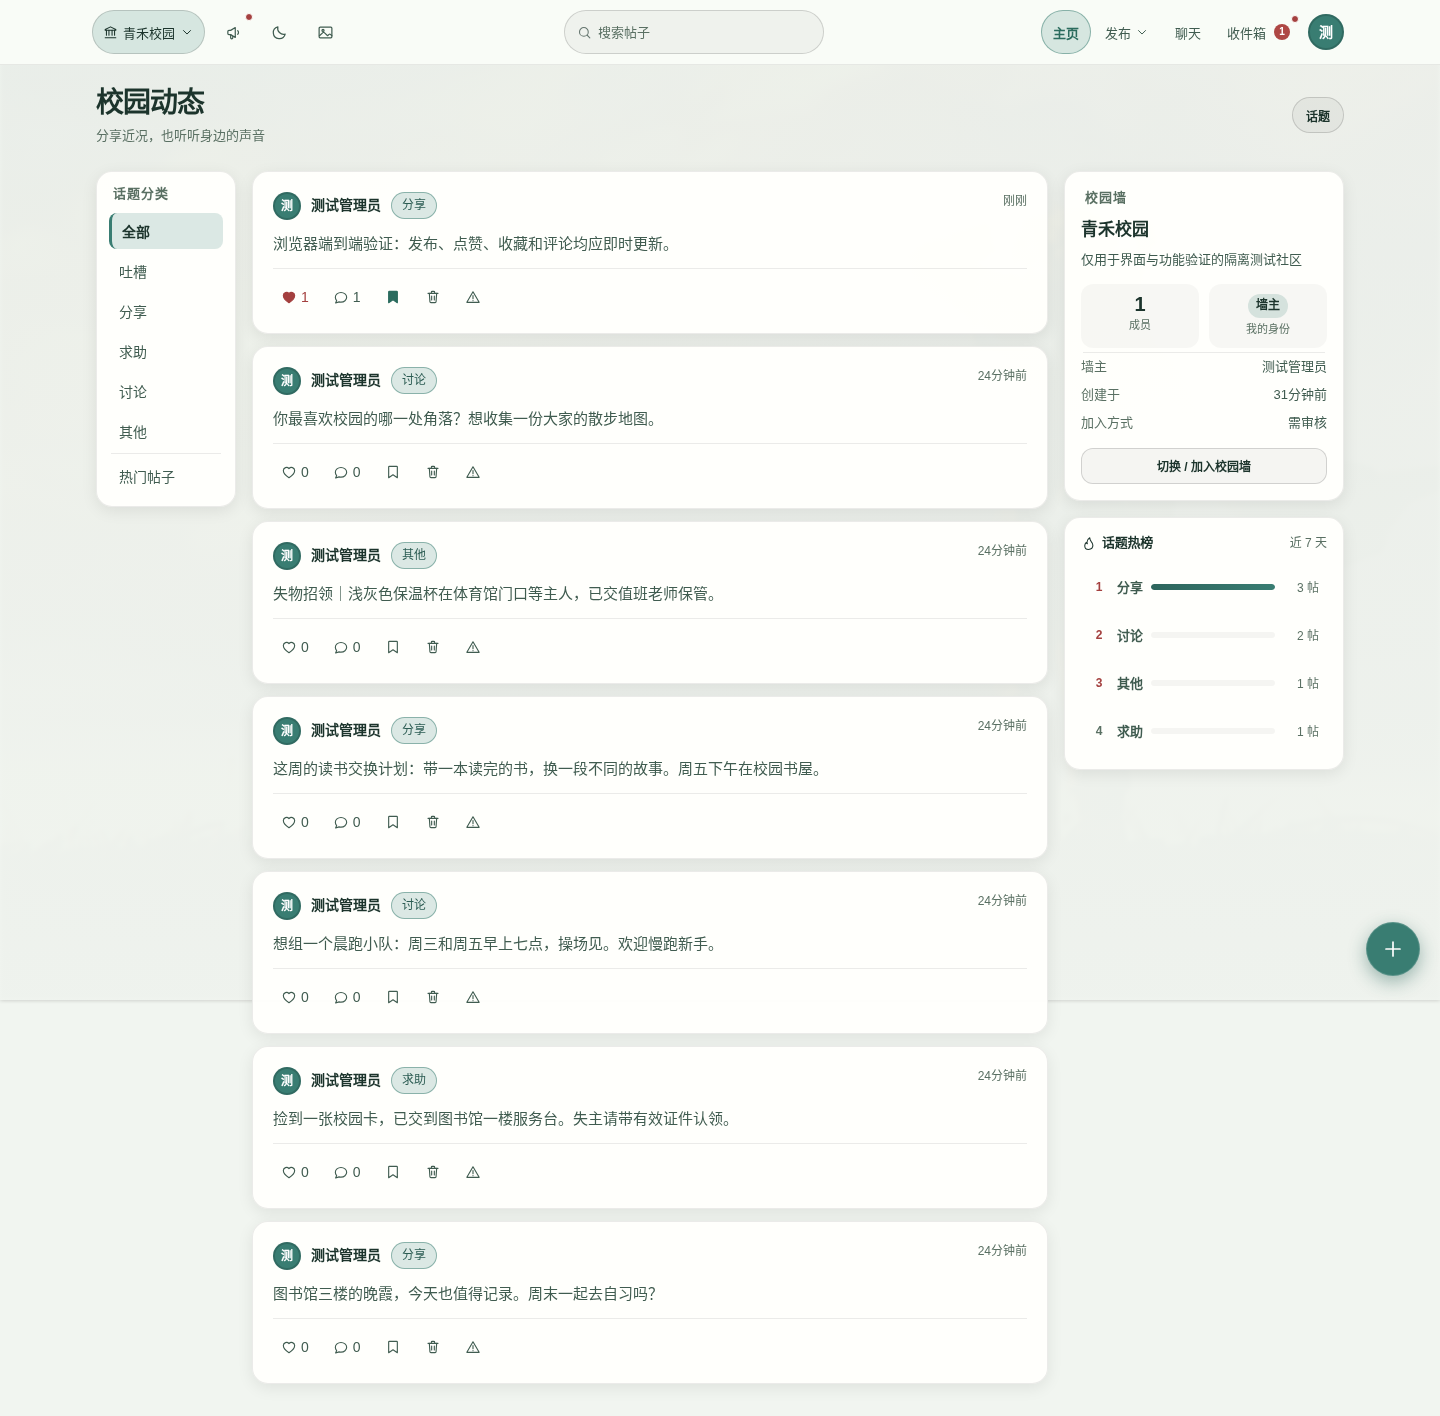 青禾校园
搜索帖子
主页
发布
聊天
收件箱 1
测
校园动态
分享近况，也听听身边的声音
话题
话题分类
全部
吐槽
分享
求助
讨论
其他
热门帖子
测 测试管理员 分享 刚刚
浏览器端到端验证：发布、点赞、收藏和评论均应即时更新。
1 1
测 测试管理员 讨论 24分钟前
你最喜欢校园的哪一处角落？想收集一份大家的散步地图。
0 0
测 测试管理员 其他 24分钟前
失物招领｜浅灰色保温杯在体育馆门口等主人，已交值班老师保管。
0 0
测 测试管理员 分享 24分钟前
这周的读书交换计划：带一本读完的书，换一段不同的故事。周五下午在校园书屋。
0 0
测 测试管理员 讨论 24分钟前
想组一个晨跑小队：周三和周五早上七点，操场见。欢迎慢跑新手。
0 0
测 测试管理员 求助 24分钟前
捡到一张校园卡，已交到图书馆一楼服务台。失主请带有效证件认领。
0 0
测 测试管理员 分享 24分钟前
图书馆三楼的晚霞，今天也值得记录。周末一起去自习吗？
0 0
校园墙
青禾校园
仅用于界面与功能验证的隔离测试社区
1
成员
墙主
我的身份
墙主 测试管理员
创建于 31分钟前
加入方式 需审核
切换 / 加入校园墙
话题热榜 近 7 天
1 分享 3 帖
2 讨论 2 帖
3 其他 1 帖
4 求助 1 帖